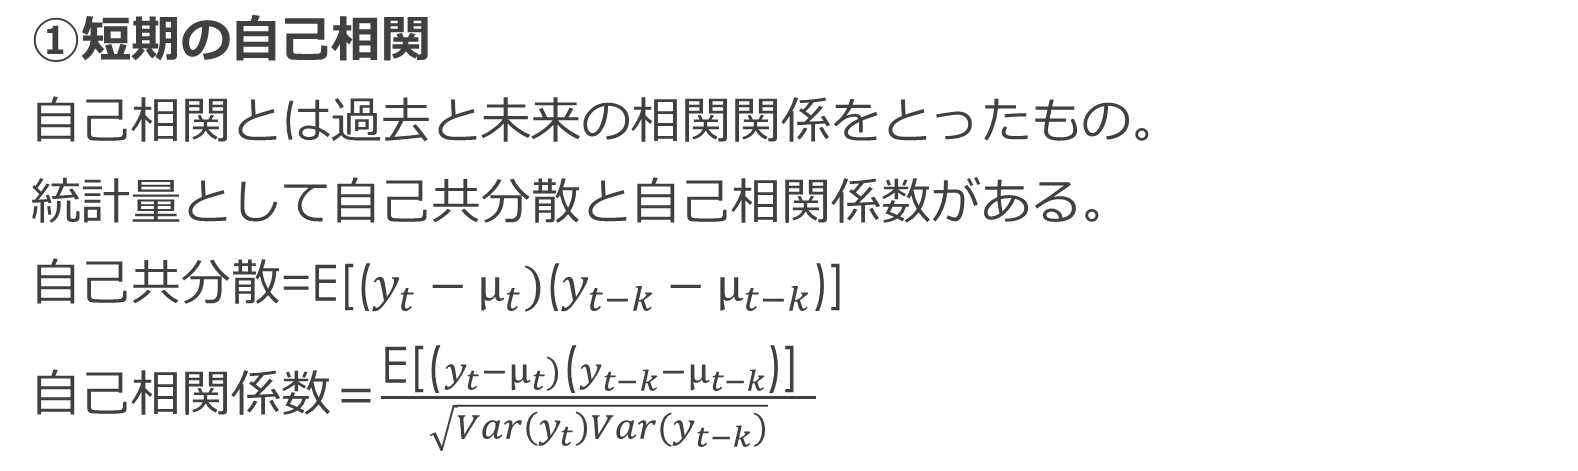 ①短期の自己相関
自己相関とは過去と未来の相関関係をとったもの。
統計量として自己共分散と自己相関係数がある。
自己共分散=E[(y_t − μ_t)(y_{t−k} − μ_{t−k})]
自己相関係数＝\frac{E[(y_t−μ_t)(y_{t−k}−μ_{t−k})]}{\sqrt{Var(y_t)Var(y_{t−k})}}